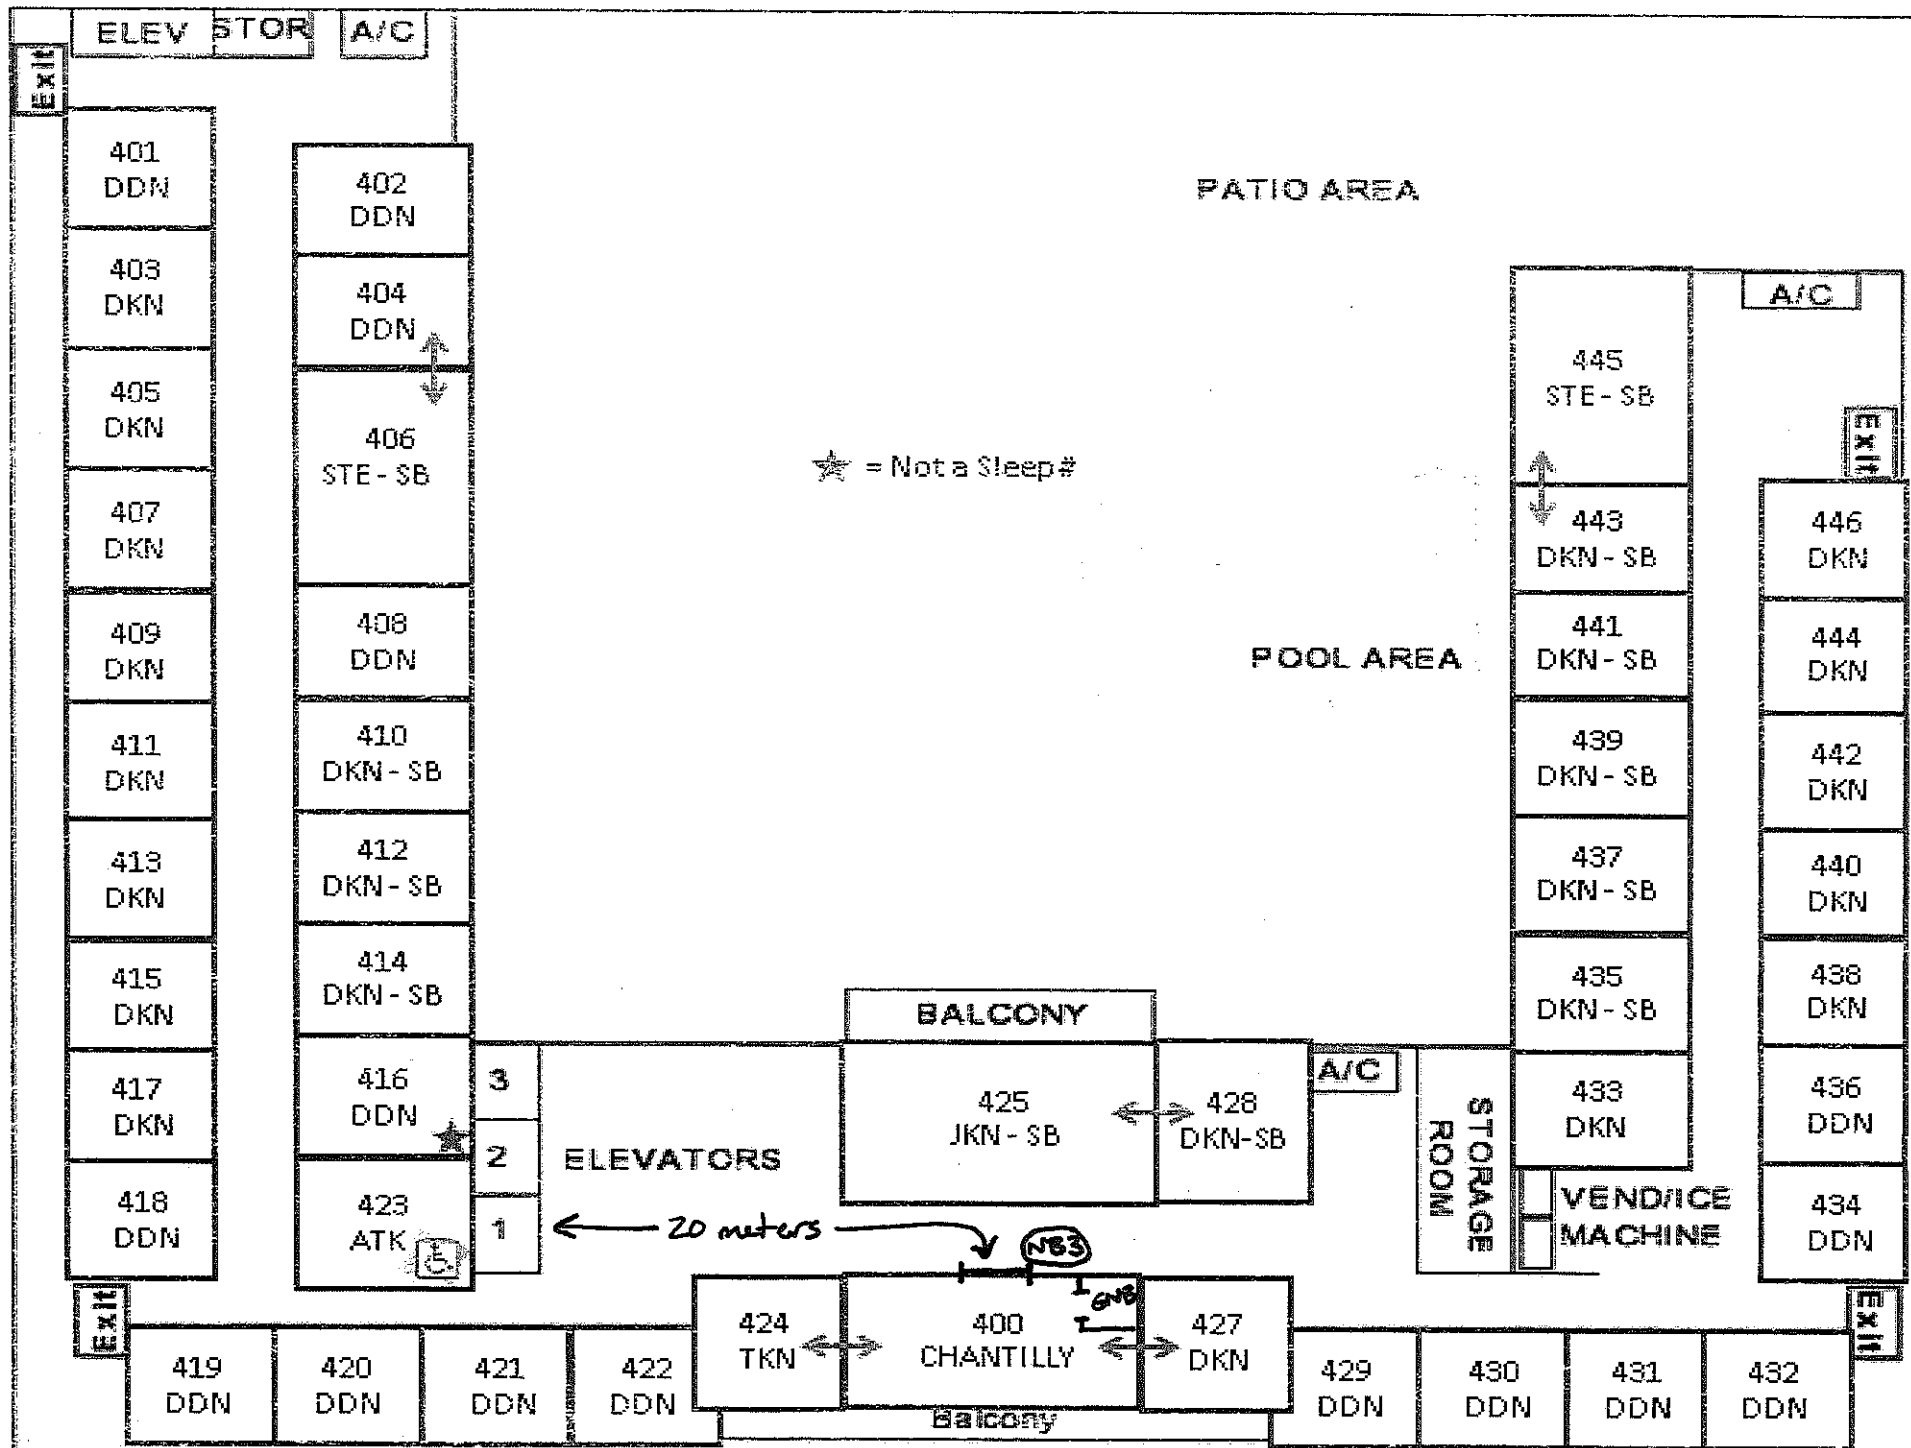 ELEV
STOR
A/C
Exit
401
DDN
402
DDN
PATIO AREA
403
DKN
404
DDN
A/C
405
DKN
406
STE - SB
445
STE - SB
Exit
★ = Not a Sleep#
407
DKN
443
DKN - SB
446
DKN
409
DKN
408
DDN
POOL AREA
441
DKN - SB
444
DKN
411
DKN
410
DKN - SB
439
DKN - SB
442
DKN
413
DKN
412
DKN - SB
437
DKN - SB
440
DKN
415
DKN
414
DKN - SB
435
DKN - SB
438
DKN
BALCONY
417
DKN
416
DDN
3
2
1
ELEVATORS
425
JKN - SB
428
DKN-SB
A/C
STORAGE
ROOM
433
DKN
436
DDN
418
DDN
423
ATK
20 meters
NB3
VEND/ICE
MACHINE
434
DDN
Exit
424
TKN
400
CHANTILLY
427
DKN
Exit
419
DDN
420
DDN
421
DDN
422
DDN
429
DDN
430
DDN
431
DDN
432
DDN
Balcony